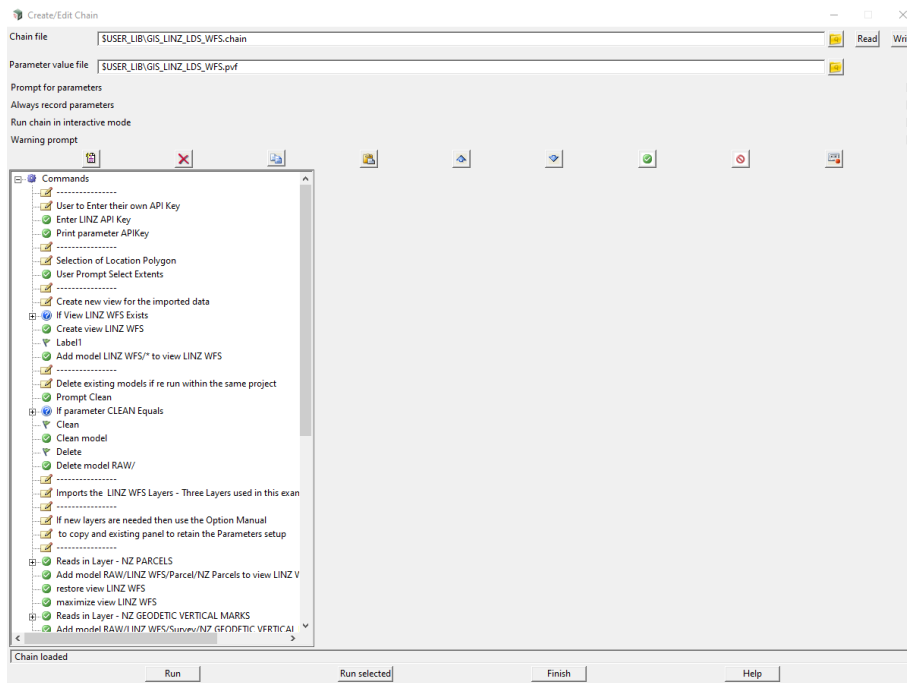 Create/Edit Chain
Chain file $USER_LIB\GIS_LINZ_LDS_WFS.chain Read Wri
Parameter value file $USER_LIB\GIS_LINZ_LDS_WFS.pvf
Prompt for parameters
Always record parameters
Run chain in interactive mode
Warning prompt
Commands
----------------
User to Enter their own API Key
Enter LINZ API Key
Print parameter APIKey
----------------
Selection of Location Polygon
User Prompt Select Extents
----------------
Create new view for the imported data
If View LINZ WFS Exists
Create view LINZ WFS
Label1
Add model LINZ WFS/* to view LINZ WFS
----------------
Delete existing models if re run within the same project
Prompt Clean
If parameter CLEAN Equals
Clean
Clean model
Delete
Delete model RAW/
----------------
Imports the  LINZ WFS Layers - Three Layers used in this exan
----------------
If new layers are needed then use the Option Manual
to copy and existing panel to retain the Parameters setup
----------------
Reads in Layer - NZ PARCELS
Add model RAW/LINZ WFS/Parcel/NZ Parcels to view LINZ V
restore view LINZ WFS
maximize view LINZ WFS
Reads in Layer - NZ GEODETIC VERTICAL MARKS
Add model RAW/LINZ WFS/Survey/NZ GEODETIC VERTICAL
Chain loaded
Run Run selected Finish Help